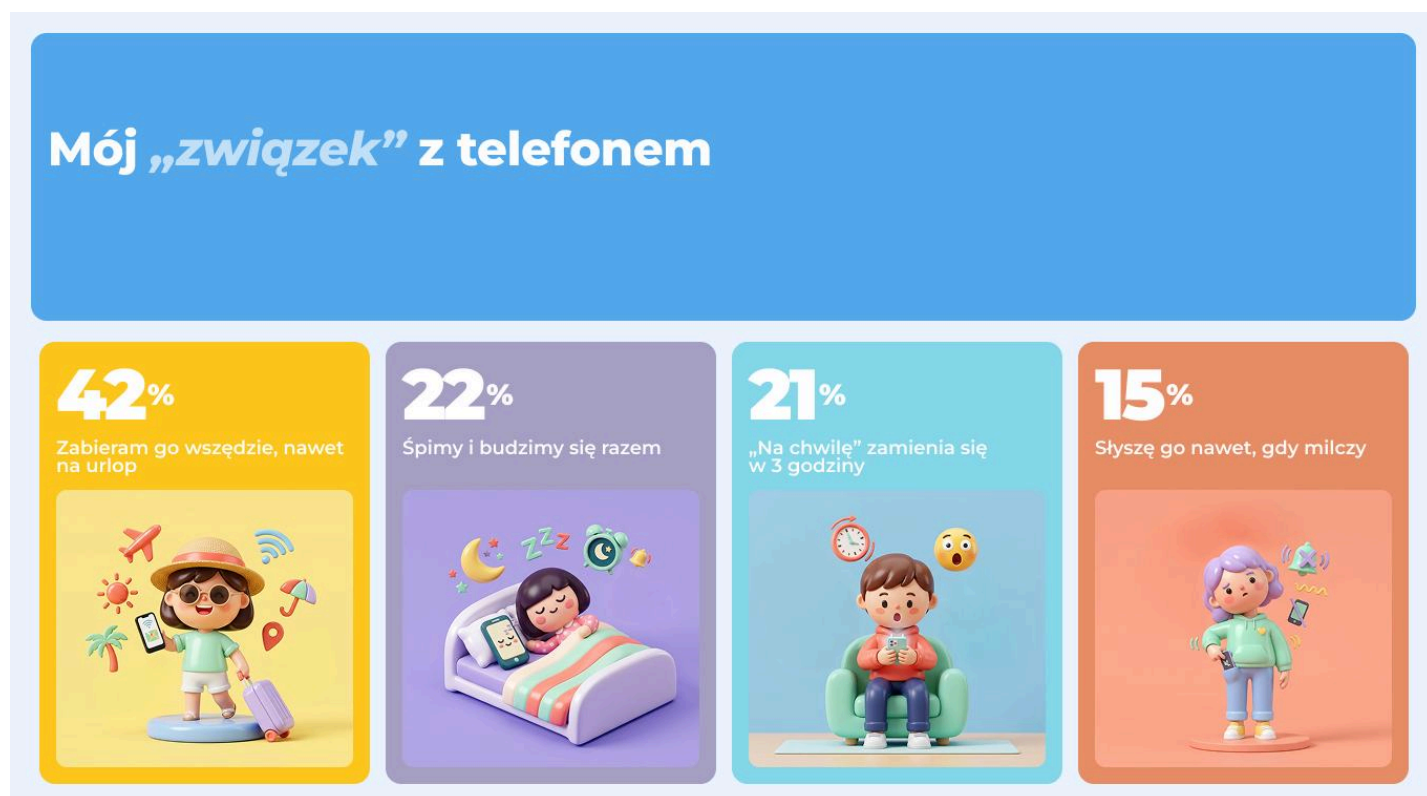 Mój „związek” z telefonem
42%
Zabieram go wszędzie, nawet
na urlop
22%
Śpimy i budzimy się razem
21%
„Na chwilę” zamienia się
w 3 godziny
15%
Słyszę go nawet, gdy milczy
zzz